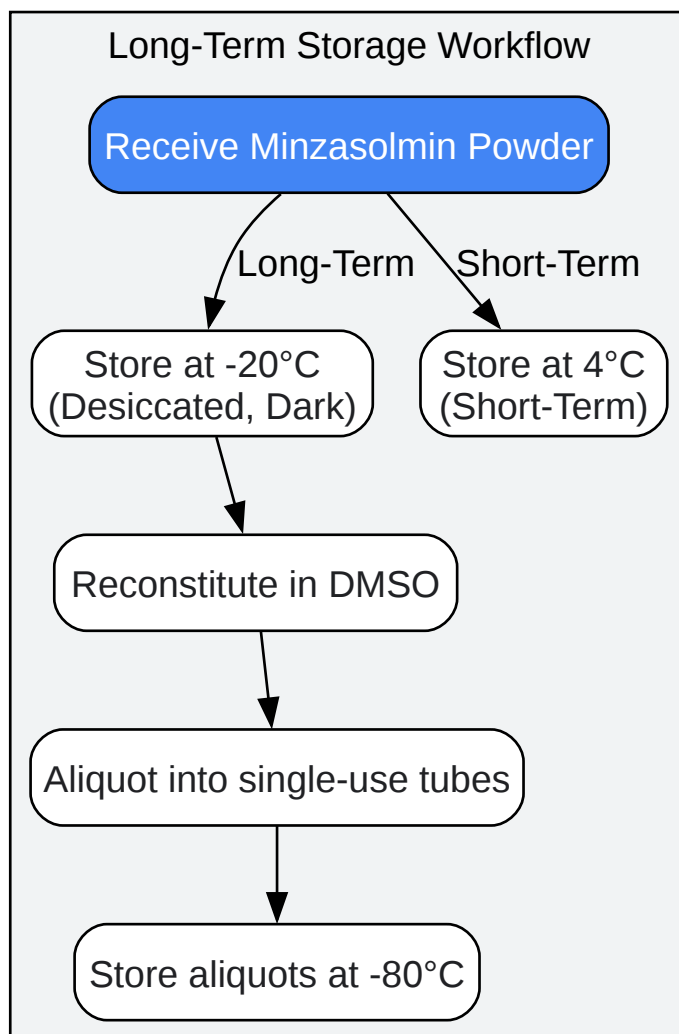 Long-Term Storage Workflow
Receive Minzasolmin Powder
Long-Term
Short-Term
Store at -20°C
(Desiccated, Dark)
Store at 4°C
(Short-Term)
Reconstitute in DMSO
Aliquot into single-use tubes
Store aliquots at -80°C